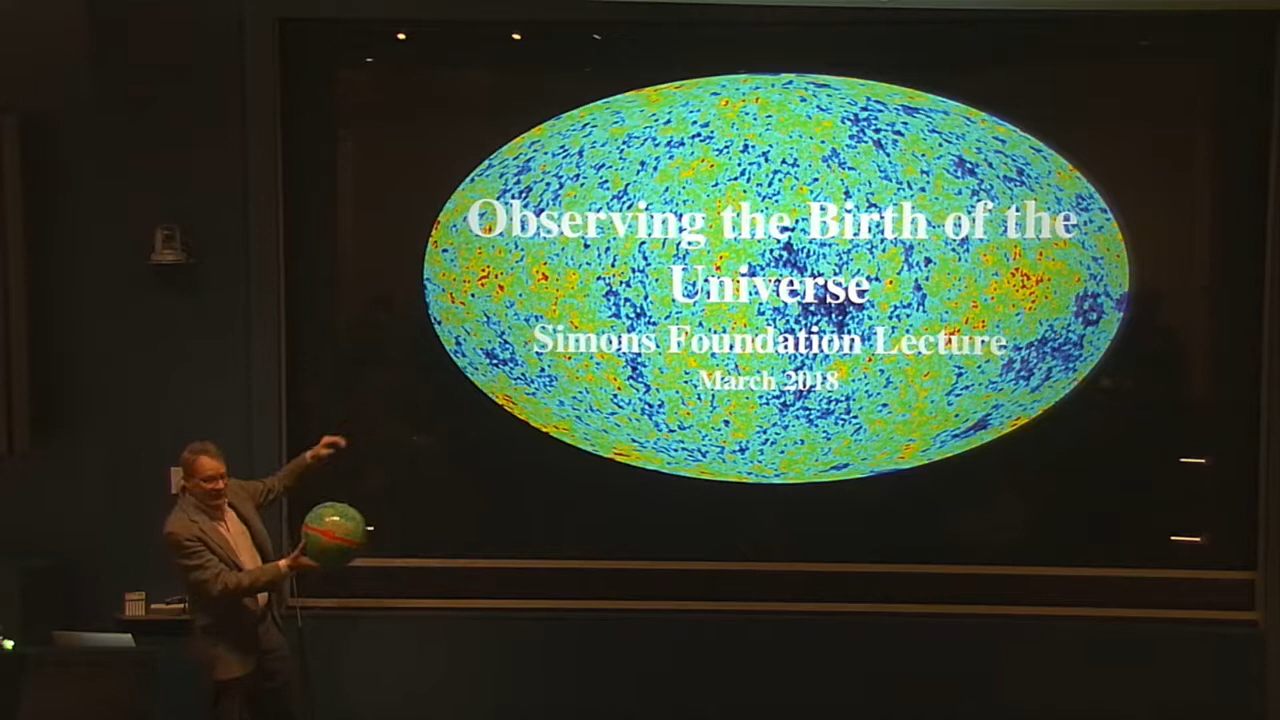 Observing the Birth of the
Universe
Simons Foundation Lecture
March 2018